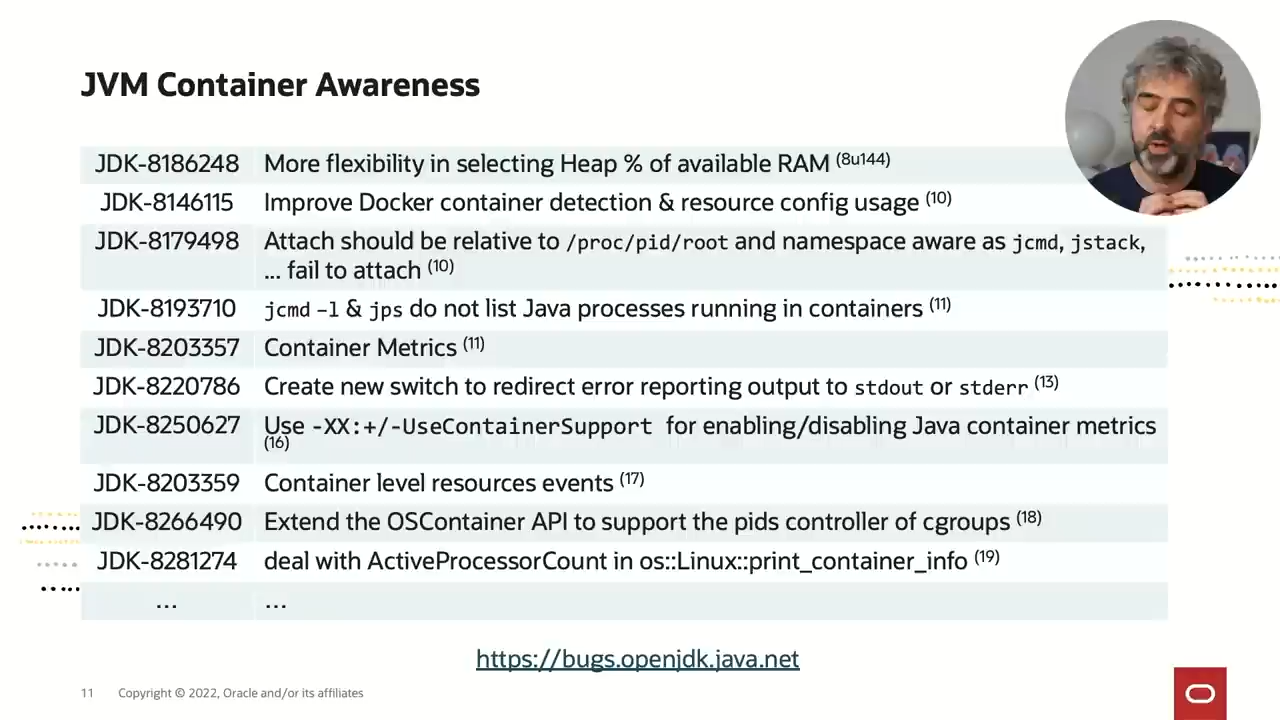 JVM Container Awareness
JDK-8186248 More flexibility in selecting Heap % of available RAM (8u144)
JDK-8146115 Improve Docker container detection & resource config usage (10)
JDK-8179498 Attach should be relative to /proc/pid/root and namespace aware as jcmd, jstack,
... fail to attach (10)
JDK-8193710 jcmd –l & jps do not list Java processes running in containers (11)
JDK-8203357 Container Metrics (11)
JDK-8220786 Create new switch to redirect error reporting output to stdout or stderr (13)
JDK-8250627 Use -XX:+/-UseContainerSupport for enabling/disabling Java container metrics
(16)
JDK-8203359 Container level resources events (17)
JDK-8266490 Extend the OSContainer API to support the pids controller of cgroups (18)
JDK-8281274 deal with ActiveProcessorCount in os::Linux::print_container_info (19)
... ...
https://bugs.openjdk.java.net
11 Copyright © 2022, Oracle and/or its affiliates